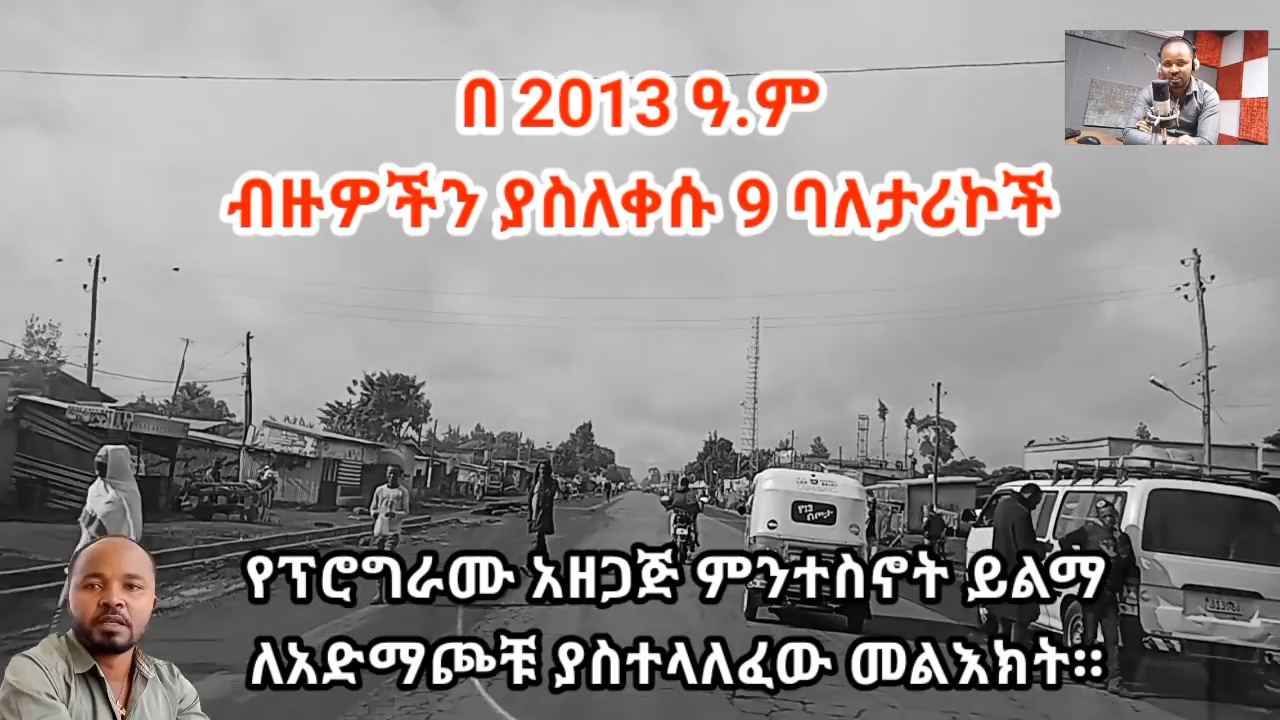 በ 2013 ዓ.ም
ብዙዎችን ያስለቀሱ 9 ባለታሪኮች
የፕሮግራሙ አዘጋጅ ምንተስኖት ይልማ
ለአድማጮቹ ያስተላለፈው መልእክት።